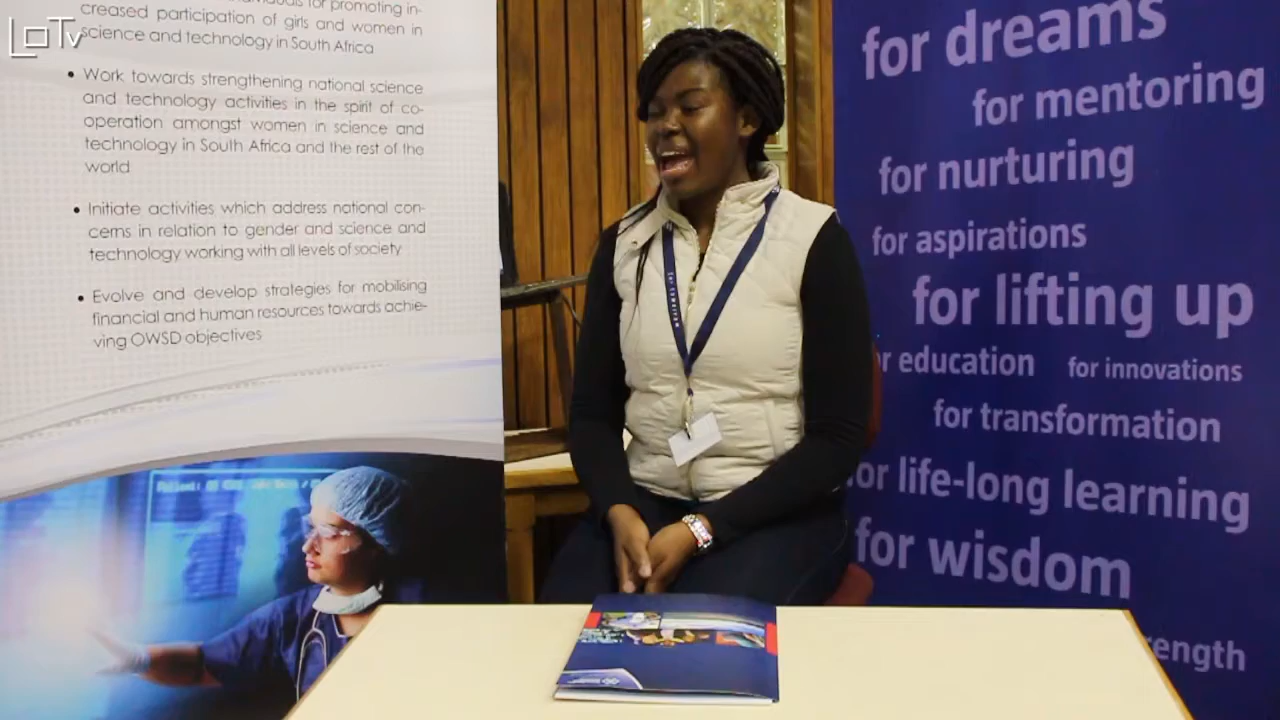 LoTv
for promoting in-
creased participation of girls and women in
science and technology in South Africa
• Work towards strengthening national science
and technology activities in the spirit of co-
operation amongst women in science and
technology in South Africa and the rest of the
world
• Initiate activities which address national con-
cerns in relation to gender and science and
technology working with all levels of society
• Evolve and develop strategies for mobilising
financial and human resources towards achie-
ving OWSD objectives
for dreams
for mentoring
for nurturing
for aspirations
for lifting up
education for innovations
for transformation
for life-long learning
for wisdom